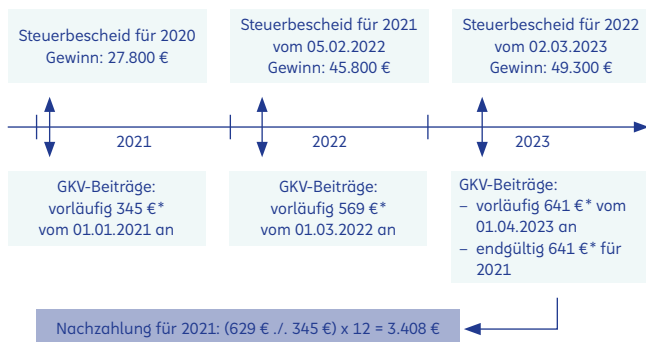 Steuerbescheid für 2020
Gewinn: 27.800 €
Steuerbescheid für 2021
vom 05.02.2022
Gewinn: 45.800 €
Steuerbescheid für 2022
vom 02.03.2023
Gewinn: 49.300 €
2021
2022
2023
GKV-Beiträge:
vorläufig 345 €*
vom 01.01.2021 an
GKV-Beiträge:
vorläufig 569 €*
vom 01.03.2022 an
GKV-Beiträge:
– vorläufig 641 €* vom
01.04.2023 an
– endgültig 641 €* für
2021
Nachzahlung für 2021: (629 € ./. 345 €) x 12 = 3.408 €